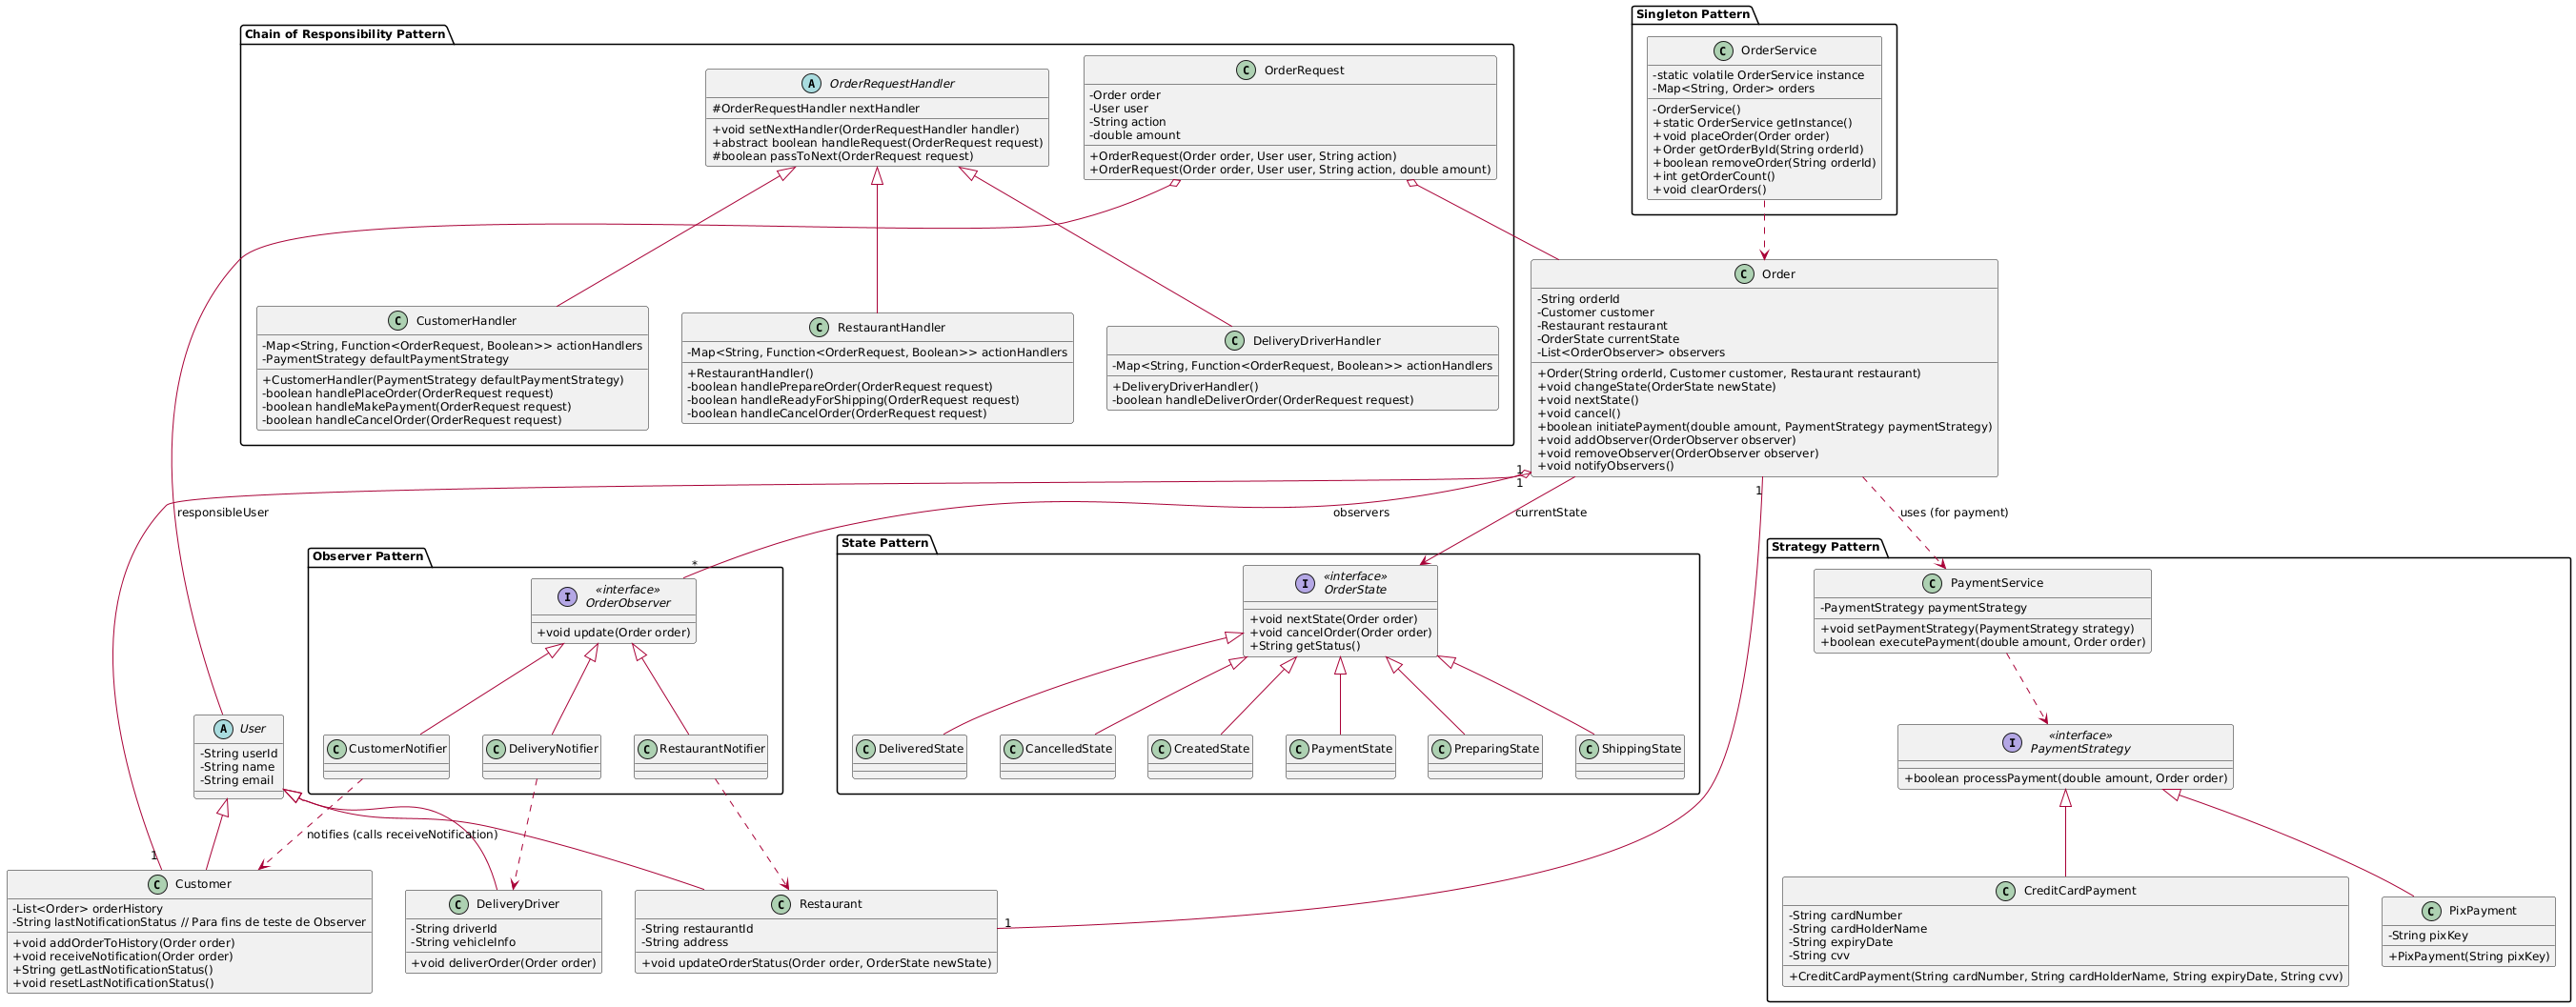 Singleton Pattern
C OrderService
-static volatile OrderService instance
-Map<String, Order> orders
-OrderService()
+static OrderService getInstance()
+void placeOrder(Order order)
+Order getOrderById(String orderId)
+boolean removeOrder(String orderId)
+int getOrderCount()
+void clearOrders()
Chain of Responsibility Pattern
A OrderRequestHandler
#OrderRequestHandler nextHandler
+void setNextHandler(OrderRequestHandler handler)
+abstract boolean handleRequest(OrderRequest request)
#boolean passToNext(OrderRequest request)
C OrderRequest
-Order order
-User user
-String action
-double amount
+OrderRequest(Order order, User user, String action)
+OrderRequest(Order order, User user, String action, double amount)
C CustomerHandler
-Map<String, Function<OrderRequest, Boolean>> actionHandlers
-PaymentStrategy defaultPaymentStrategy
+CustomerHandler(PaymentStrategy defaultPaymentStrategy)
-boolean handlePlaceOrder(OrderRequest request)
-boolean handleMakePayment(OrderRequest request)
-boolean handleCancelOrder(OrderRequest request)
C RestaurantHandler
-Map<String, Function<OrderRequest, Boolean>> actionHandlers
+RestaurantHandler()
-boolean handlePrepareOrder(OrderRequest request)
-boolean handleReadyForShipping(OrderRequest request)
-boolean handleCancelOrder(OrderRequest request)
C DeliveryDriverHandler
-Map<String, Function<OrderRequest, Boolean>> actionHandlers
+DeliveryDriverHandler()
-boolean handleDeliverOrder(OrderRequest request)
C Order
-String orderId
-Customer customer
-Restaurant restaurant
-OrderState currentState
-List<OrderObserver> observers
+Order(String orderId, Customer customer, Restaurant restaurant)
+void changeState(OrderState newState)
+void nextState()
+void cancel()
+boolean initiatePayment(double amount, PaymentStrategy paymentStrategy)
+void addObserver(OrderObserver observer)
+void removeObserver(OrderObserver observer)
+void notifyObservers()
1
1
1
responsibleUser
observers
currentState
uses (for payment)
Observer Pattern
*
«interface»
I OrderObserver
+void update(Order order)
C CustomerNotifier
C DeliveryNotifier
C RestaurantNotifier
State Pattern
«interface»
I OrderState
+void nextState(Order order)
+void cancelOrder(Order order)
+String getStatus()
C DeliveredState
C CancelledState
C CreatedState
C PaymentState
C PreparingState
C ShippingState
Strategy Pattern
C PaymentService
-PaymentStrategy paymentStrategy
+void setPaymentStrategy(PaymentStrategy strategy)
+boolean executePayment(double amount, Order order)
«interface»
I PaymentStrategy
+boolean processPayment(double amount, Order order)
C CreditCardPayment
-String cardNumber
-String cardHolderName
-String expiryDate
-String cvv
+CreditCardPayment(String cardNumber, String cardHolderName, String expiryDate, String cvv)
C PixPayment
-String pixKey
+PixPayment(String pixKey)
A User
-String userId
-String name
-String email
notifies (calls receiveNotification)
1
C Customer
-List<Order> orderHistory
-String lastNotificationStatus // Para fins de teste de Observer
+void addOrderToHistory(Order order)
+void receiveNotification(Order order)
+String getLastNotificationStatus()
+void resetLastNotificationStatus()
C DeliveryDriver
-String driverId
-String vehicleInfo
+void deliverOrder(Order order)
C Restaurant
-String restaurantId
-String address
+void updateOrderStatus(Order order, OrderState newState)
1